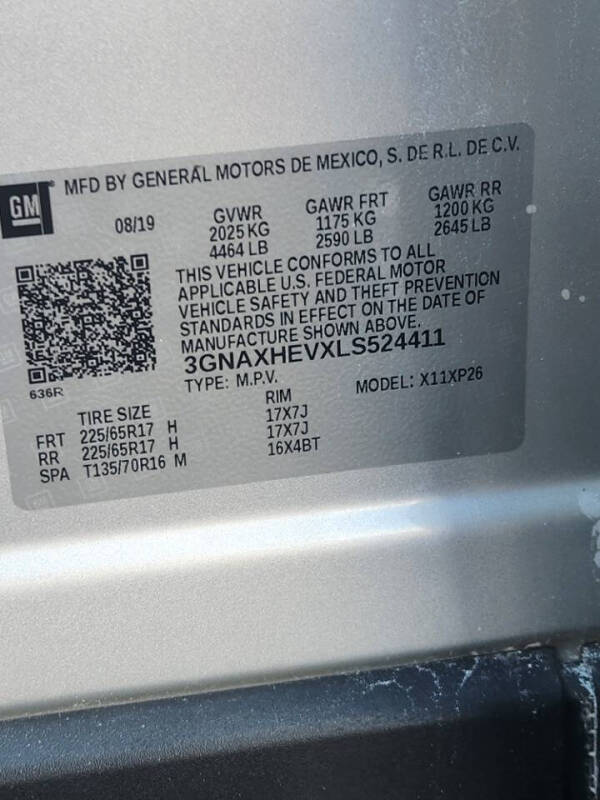 GM
® MFD BY GENERAL MOTORS DE MEXICO, S. DE R.L. DE C.V.
08/19 GVWR GAWR FRT GAWR RR
2025 KG 1175 KG 1200 KG
4464 LB 2590 LB 2645 LB
THIS VEHICLE CONFORMS TO ALL
APPLICABLE U.S. FEDERAL MOTOR
VEHICLE SAFETY AND THEFT PREVENTION
STANDARDS IN EFFECT ON THE DATE OF
MANUFACTURE SHOWN ABOVE.
3GNAXHEVXLS524411
636R TYPE: M.P.V. MODEL: X11XP26
TIRE SIZE RIM
FRT 225/65R17 H 17X7J
RR 225/65R17 H 17X7J
SPA T135/70R16 M 16X4BT